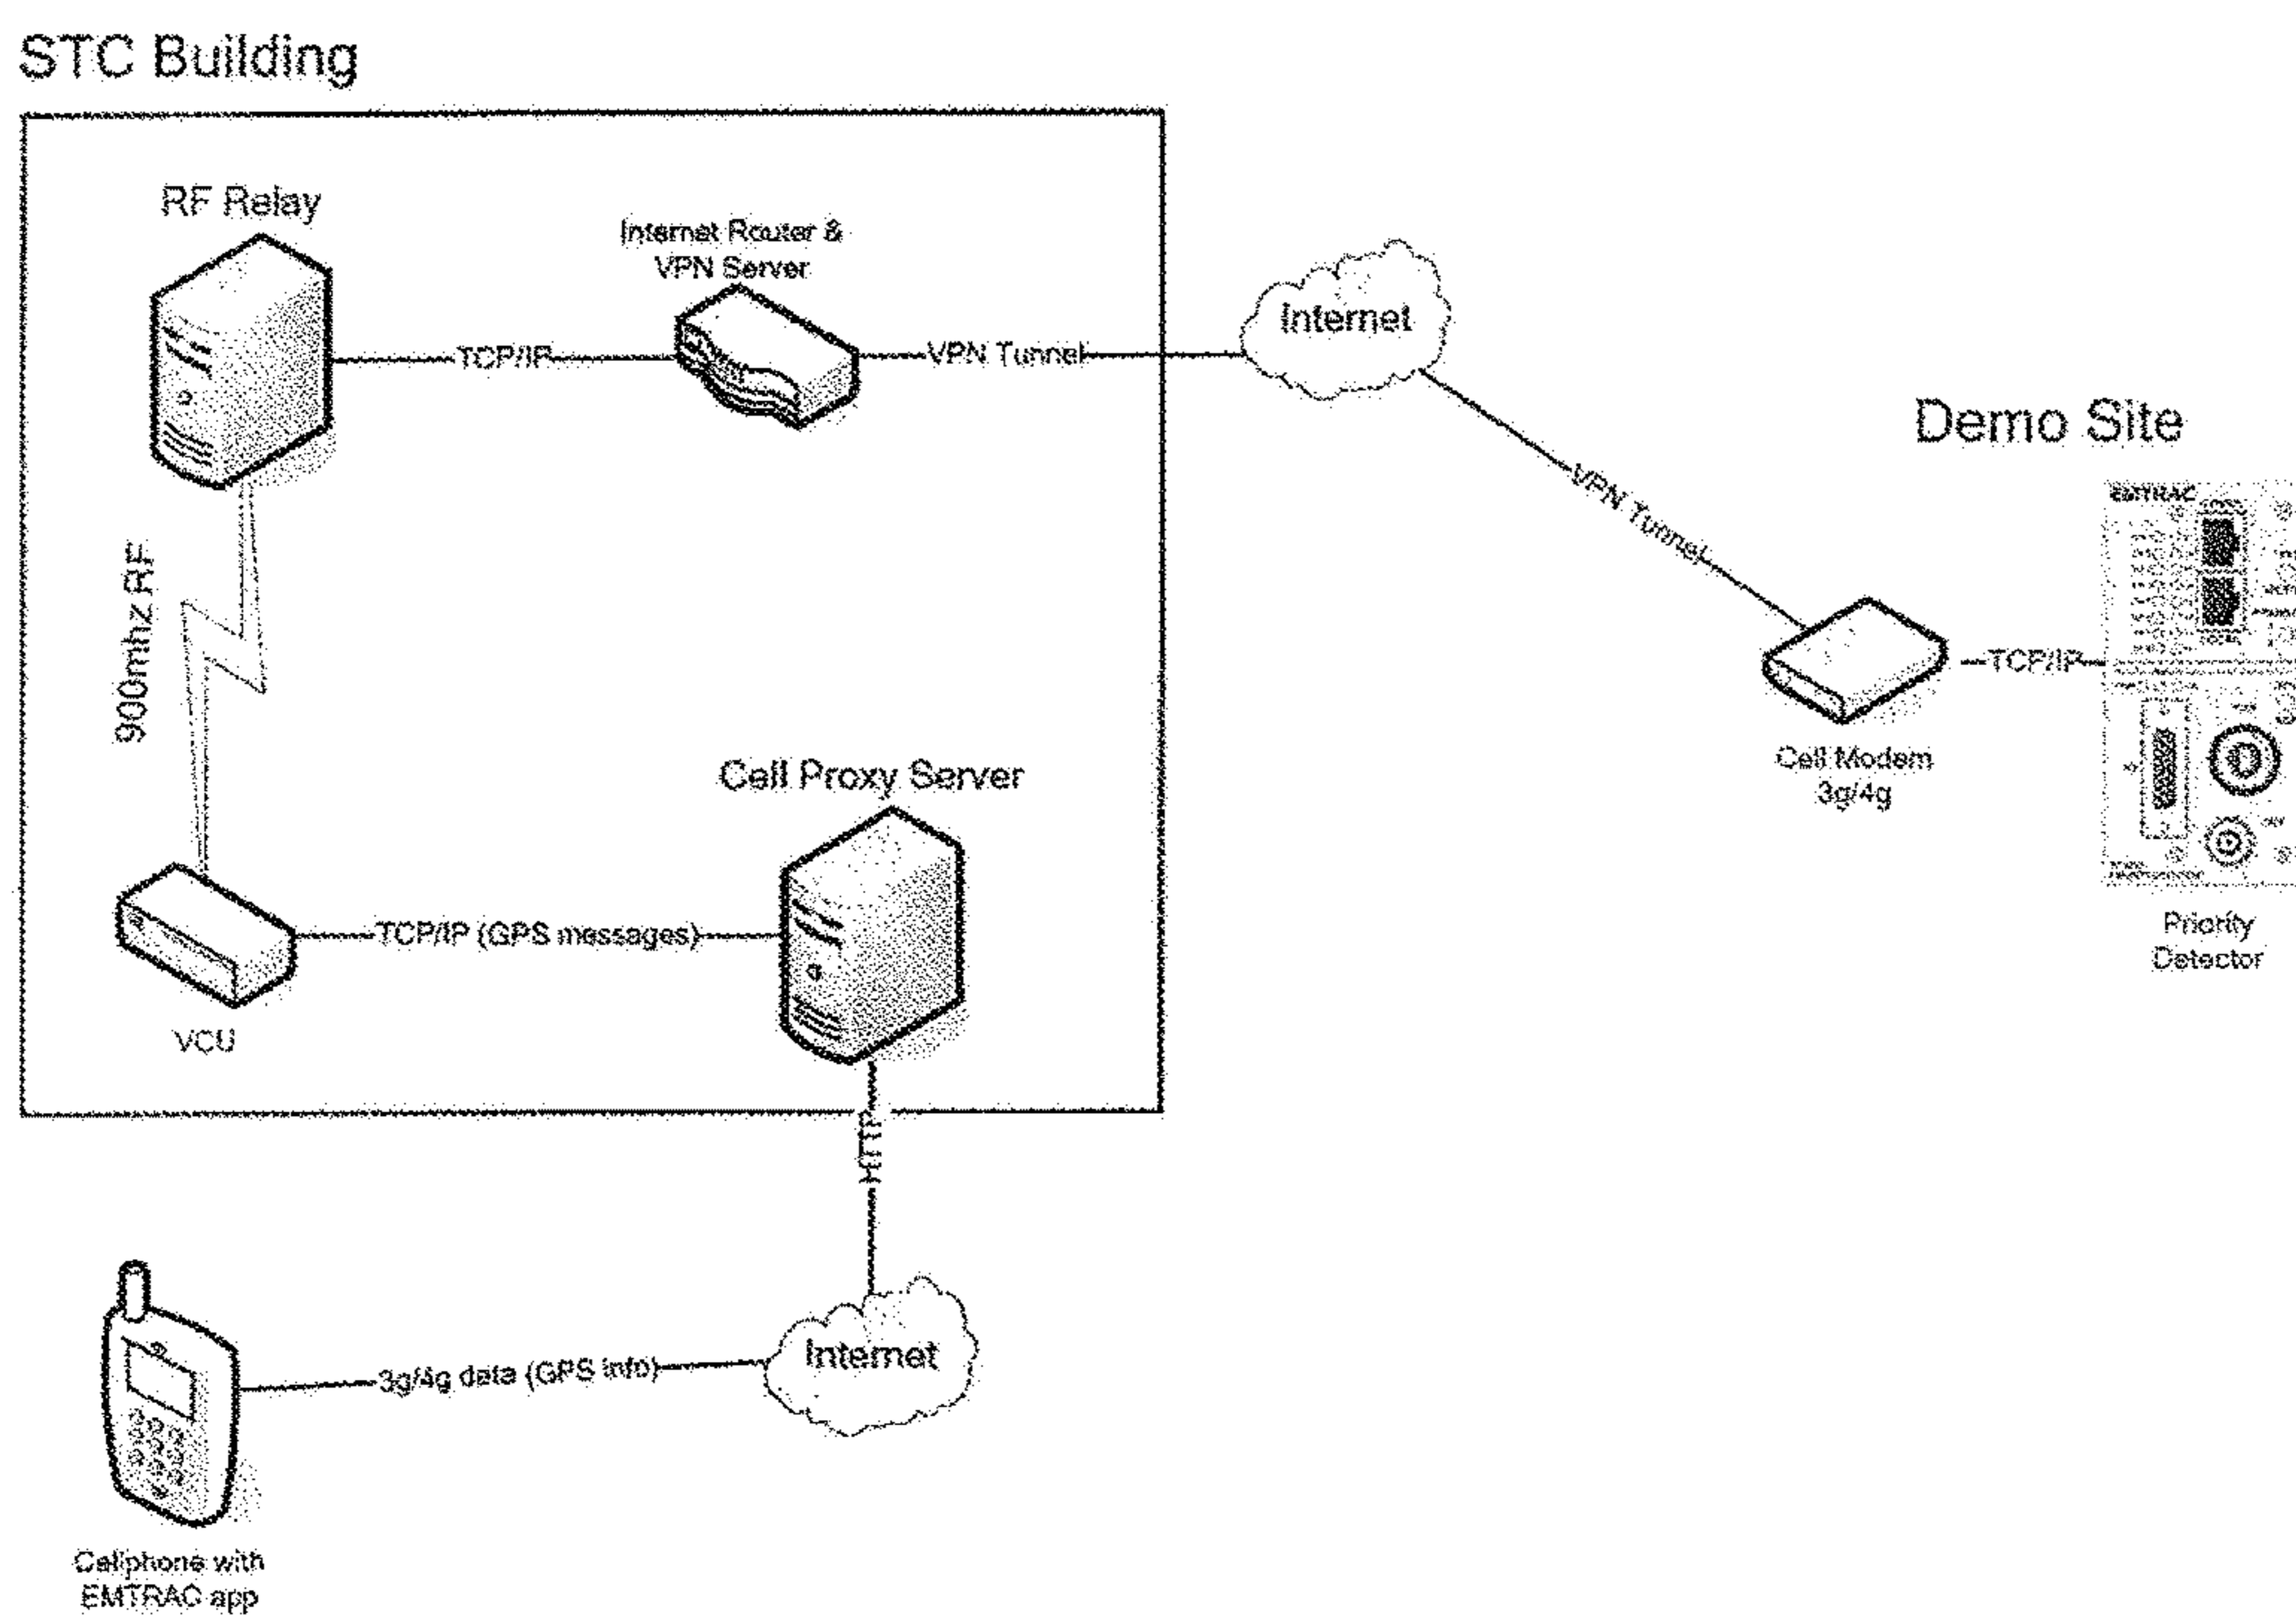 STC Building
RF Relay
Internet Router &
VPN Server
TCP/IP
VPN Tunnel
Internet
Demo Site
VPN Tunnel
EMTRAC
900mhz RF
TCP/IP
Cell Modem
3g/4g
Cell Proxy Server
TCP/IP (GPS messages)
Priority
Detector
VCU
HTTP
Internet
3g/4g data (GPS info)
Cellphone with
EMTRAC app